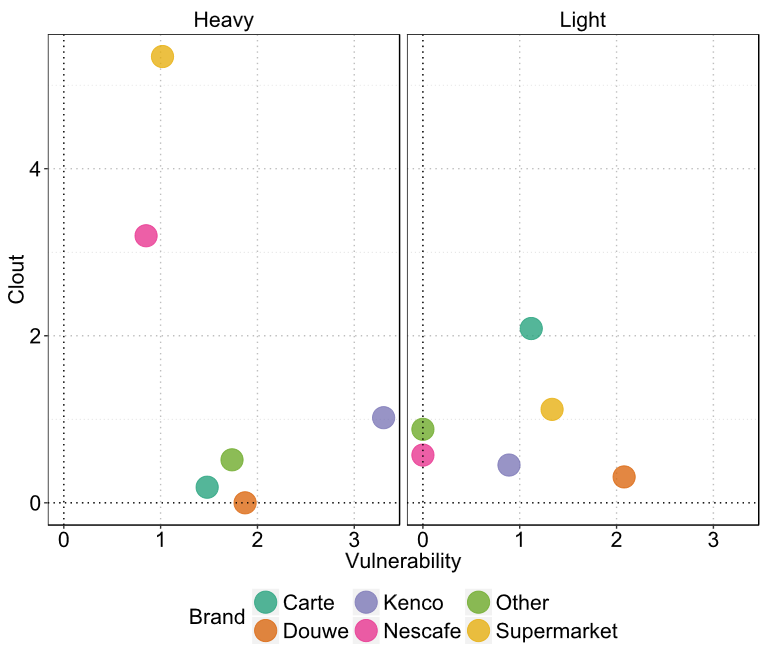 Heavy Light
Clout
4
2
0
0 1 2 3 0 1 2 3
Vulnerability
Brand
Carte Kenco Other
Douwe Nescafe Supermarket